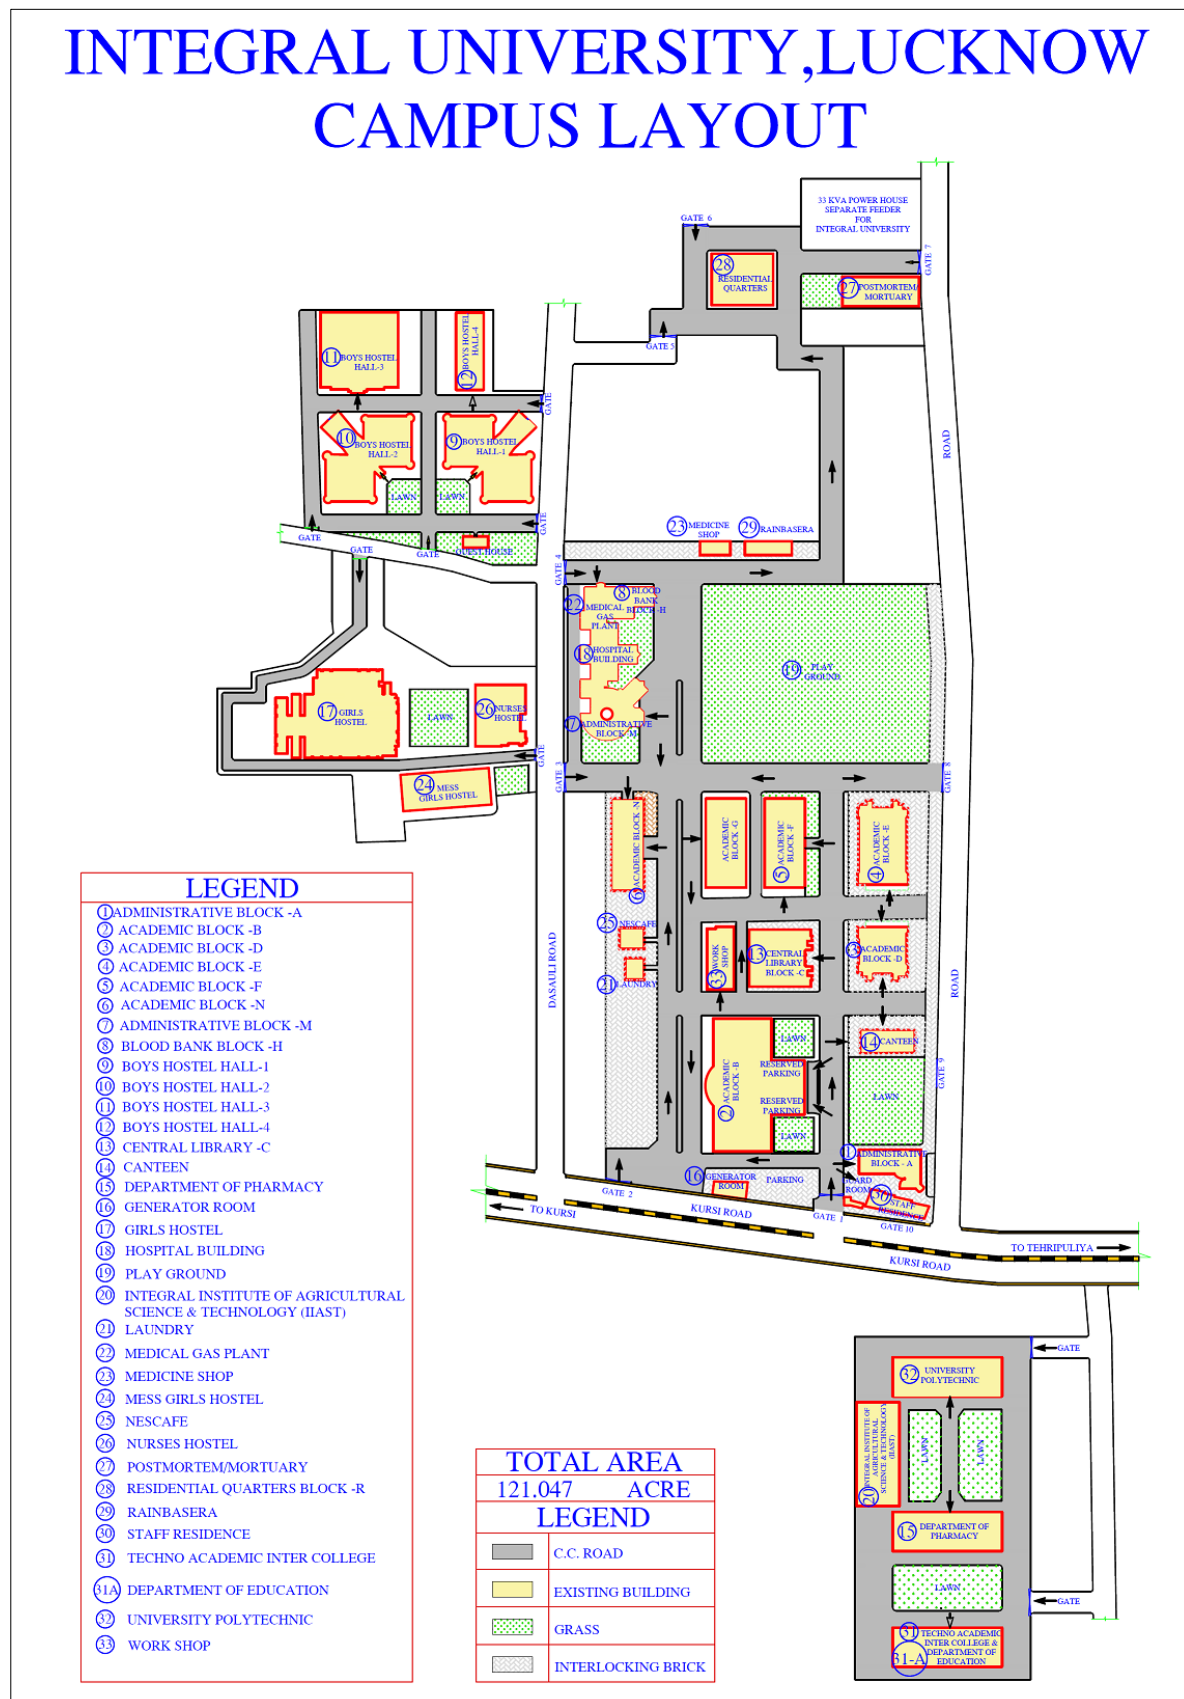 INTEGRAL UNIVERSITY,LUCKNOW
CAMPUS LAYOUT
33 KVA POWER HOUSE
SEPARATE FEEDER
FOR
INTEGRAL UNIVERSITY
GATE 6
GATE 7
28
RESIDENTIAL
QUARTERS
27
POSTMORTEM/
MORTUARY
GATE 5
11
BOYS HOSTEL
HALL-3
12
BOYS HOSTEL
HALL-4
GATE
10
BOYS HOSTEL
HALL-2
9
BOYS HOSTEL
HALL-1
ROAD
LAWN
LAWN
GATE
GATE
GATE
GATE
GUEST HOUSE
23
MEDICINE
SHOP
29
RAINBASERA
GATE 4
22
MEDICAL
GAS
PLANT
8
BLOOD
BANK
BLOCK -H
18
HOSPITAL
BUILDING
19
PLAY
GROUND
17
GIRLS
HOSTEL
LAWN
26
NURSES
HOSTEL
7
ADMINISTRATIVE
BLOCK -M
GATE
GATE 3
GATE 8
24
MESS
GIRLS HOSTEL
6
ACADEMIC BLOCK -N
ACADEMIC
BLOCK -G
5
ACADEMIC
BLOCK -F
4
ACADEMIC
BLOCK -E
25
NESCAFE
21
LAUNDRY
33
WORK
SHOP
13
CENTRAL
LIBRARY
BLOCK -C
3
ACADEMIC
BLOCK -D
DASAULI ROAD
ROAD
2
ACADEMIC
BLOCK -B
LAWN
RESERVED
PARKING
RESERVED
PARKING
LAWN
14
CANTEEN
GATE 9
LAWN
1
ADMINISTRATIVE
BLOCK - A
16
GENERATOR
ROOM
PARKING
ROOM
30
STAFF
RESIDENCE
GATE 2
GATE 1
GATE 10
TO KURSI
KURSI ROAD
KURSI ROAD
TO TEHRIPULIYA
GATE
32
UNIVERSITY
POLYTECHNIC
20
INTEGRAL INSTITUTE OF
AGRICULTURAL
SCIENCE & TECHNOLOGY
(IIAST)
LAWN
LAWN
15
DEPARTMENT OF
PHARMACY
LAWN
GATE
31
TECHNO ACADEMIC
INTER COLLEGE &
DEPARTMENT OF
EDUCATION
31-A
LEGEND
1 ADMINISTRATIVE BLOCK -A
2 ACADEMIC BLOCK -B
3 ACADEMIC BLOCK -D
4 ACADEMIC BLOCK -E
5 ACADEMIC BLOCK -F
6 ACADEMIC BLOCK -N
7 ADMINISTRATIVE BLOCK -M
8 BLOOD BANK BLOCK -H
9 BOYS HOSTEL HALL-1
10 BOYS HOSTEL HALL-2
11 BOYS HOSTEL HALL-3
12 BOYS HOSTEL HALL-4
13 CENTRAL LIBRARY -C
14 CANTEEN
15 DEPARTMENT OF PHARMACY
16 GENERATOR ROOM
17 GIRLS HOSTEL
18 HOSPITAL BUILDING
19 PLAY GROUND
20 INTEGRAL INSTITUTE OF AGRICULTURAL
SCIENCE & TECHNOLOGY (IIAST)
21 LAUNDRY
22 MEDICAL GAS PLANT
23 MEDICINE SHOP
24 MESS GIRLS HOSTEL
25 NESCAFE
26 NURSES HOSTEL
27 POSTMORTEM/MORTUARY
28 RESIDENTIAL QUARTERS BLOCK -R
29 RAINBASERA
30 STAFF RESIDENCE
31 TECHNO ACADEMIC INTER COLLEGE
31A DEPARTMENT OF EDUCATION
32 UNIVERSITY POLYTECHNIC
33 WORK SHOP
TOTAL AREA
121.047 ACRE
LEGEND
C.C. ROAD
EXISTING BUILDING
GRASS
INTERLOCKING BRICK